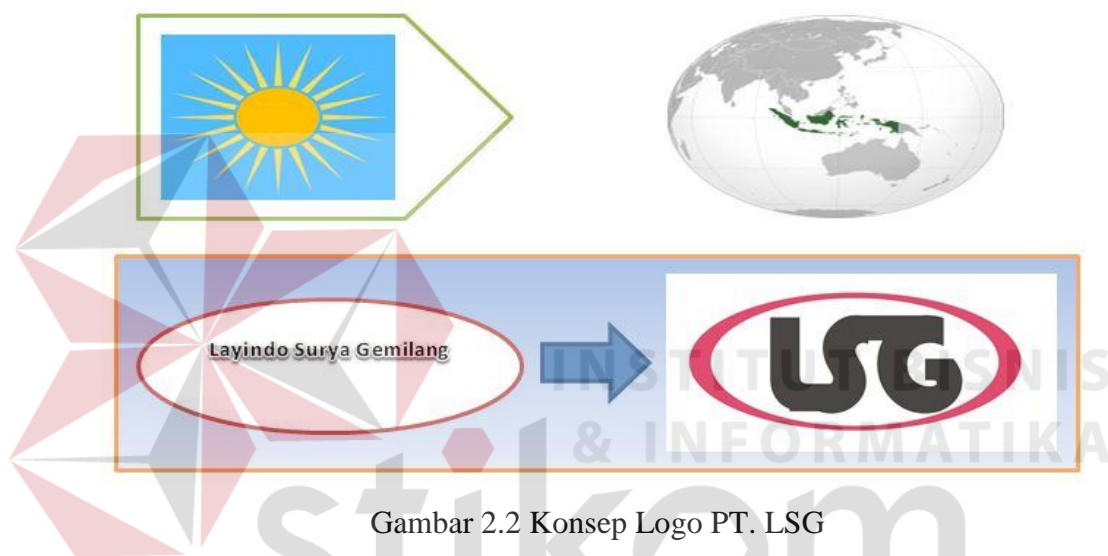 Layindo Surya Gemilang
LSG
INSTITUT BISNIS
& INFORMATIKA
stikom
Gambar 2.2 Konsep Logo PT. LSG